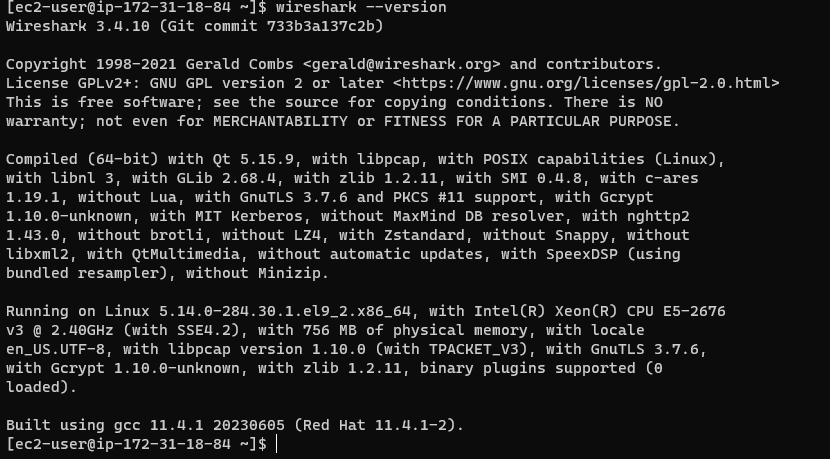 [ec2-user@ip-172-31-18-84 ~]$ wireshark --version
Wireshark 3.4.10 (Git commit 733b3a137c2b)
Copyright 1998-2021 Gerald Combs <gerald@wireshark.org> and contributors.
License GPLv2+: GNU GPL version 2 or later <https://www.gnu.org/licenses/gpl-2.0.html>
This is free software; see the source for copying conditions. There is NO
warranty; not even for MERCHANTABILITY or FITNESS FOR A PARTICULAR PURPOSE.
Compiled (64-bit) with Qt 5.15.9, with libpcap, with POSIX capabilities (Linux),
with libnl 3, with GLib 2.68.4, with zlib 1.2.11, with SMI 0.4.8, with c-ares
1.19.1, without Lua, with GnuTLS 3.7.6 and PKCS #11 support, with Gcrypt
1.10.0-unknown, with MIT Kerberos, without MaxMind DB resolver, with nghttp2
1.43.0, without brotli, without LZ4, with Zstandard, without Snappy, without
libxml2, with QtMultimedia, without automatic updates, with SpeexDSP (using
bundled resampler), without Minizip.
Running on Linux 5.14.0-284.30.1.el9_2.x86_64, with Intel(R) Xeon(R) CPU E5-2676
v3 @ 2.40GHz (with SSE4.2), with 756 MB of physical memory, with locale
en_US.UTF-8, with libpcap version 1.10.0 (with TPACKET_V3), with GnuTLS 3.7.6,
with Gcrypt 1.10.0-unknown, with zlib 1.2.11, binary plugins supported (0
loaded).
Built using gcc 11.4.1 20230605 (Red Hat 11.4.1-2).
[ec2-user@ip-172-31-18-84 ~]$